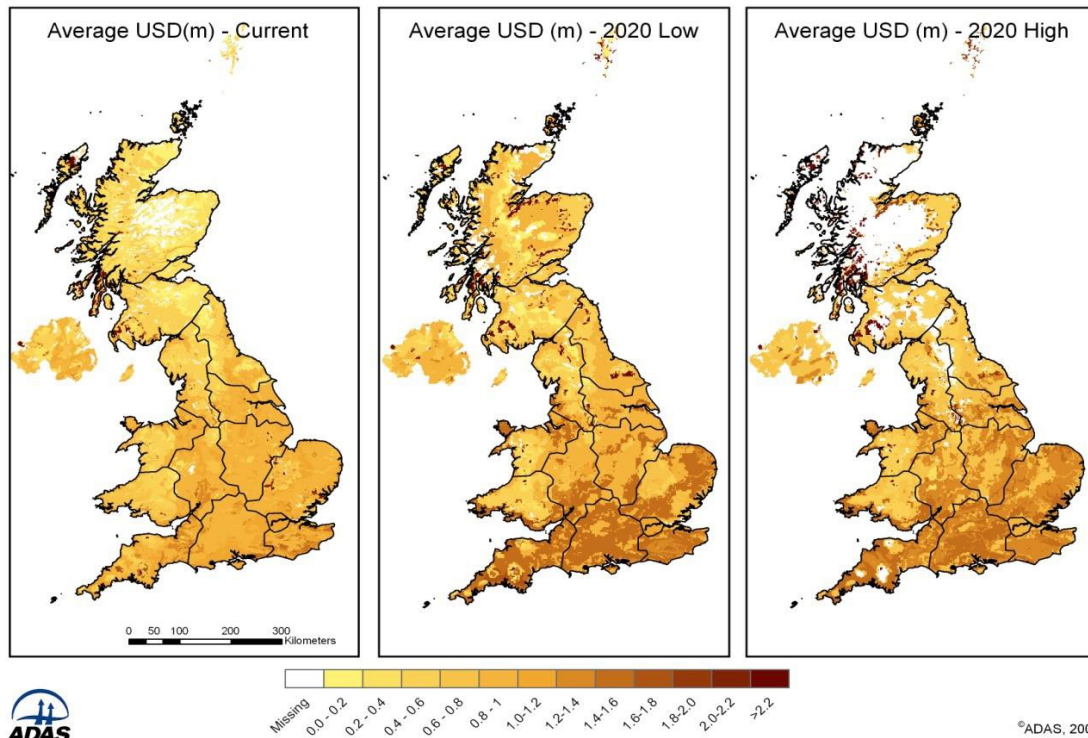 Average USD(m) - Current
Average USD (m) - 2020 Low
Average USD (m) - 2020 High
0 50 100 200 300
Kilometers
Missing
0.0 - 0.2
0.2 - 0.4
0.4 - 0.6
0.6 - 0.8
0.8 - 1
1.0-1.2
1.2-1.4
1.4-1.6
1.6-1.8
1.8-2.0
2.0-2.2
>2.2
ADAS
©ADAS, 200